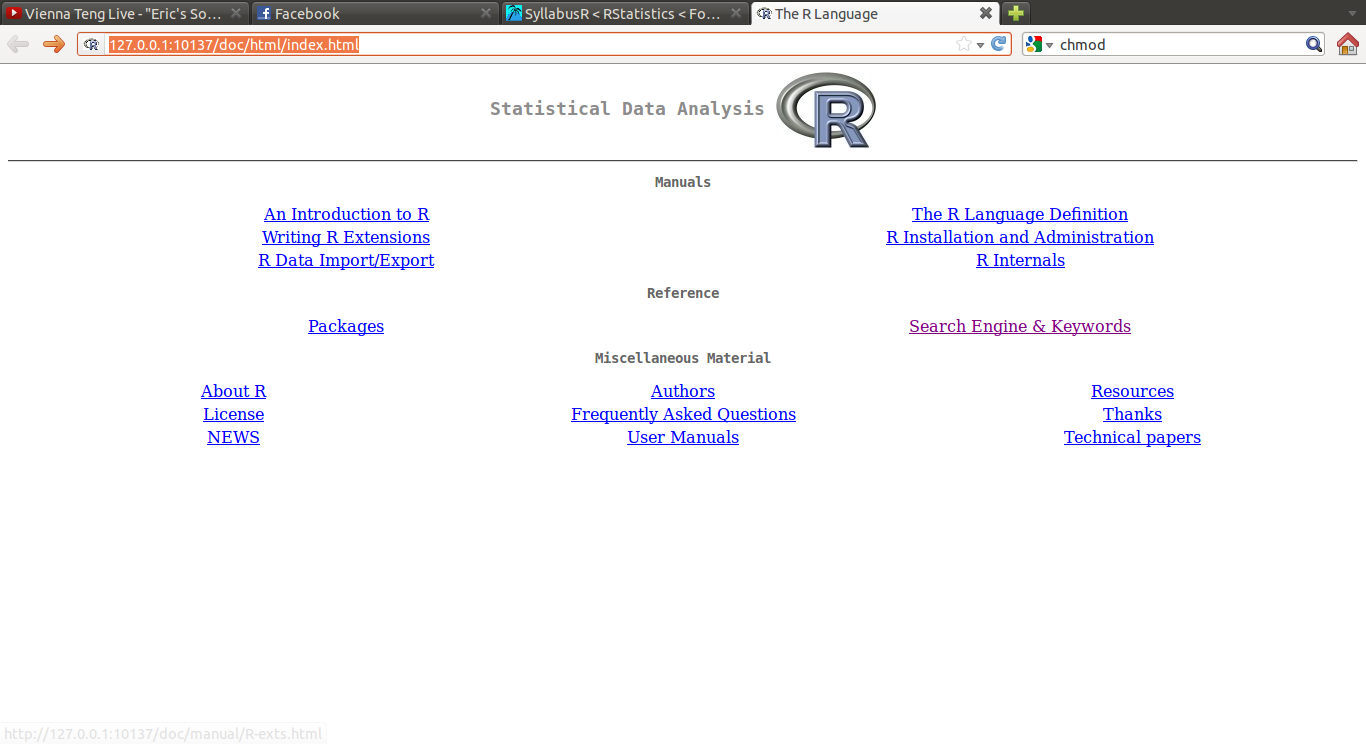 Vienna Teng Live - "Eric's So... Facebook SyllabusR < RStatistics < Fo... The R Language
127.0.0.1:10137/doc/html/index.html chmod
Statistical Data Analysis R
Manuals
An Introduction to R The R Language Definition
Writing R Extensions R Installation and Administration
R Data Import/Export R Internals
Reference
Packages Search Engine & Keywords
Miscellaneous Material
About R Authors Resources
License Frequently Asked Questions Thanks
NEWS User Manuals Technical papers
http://127.0.0.1:10137/doc/manual/R-exts.html